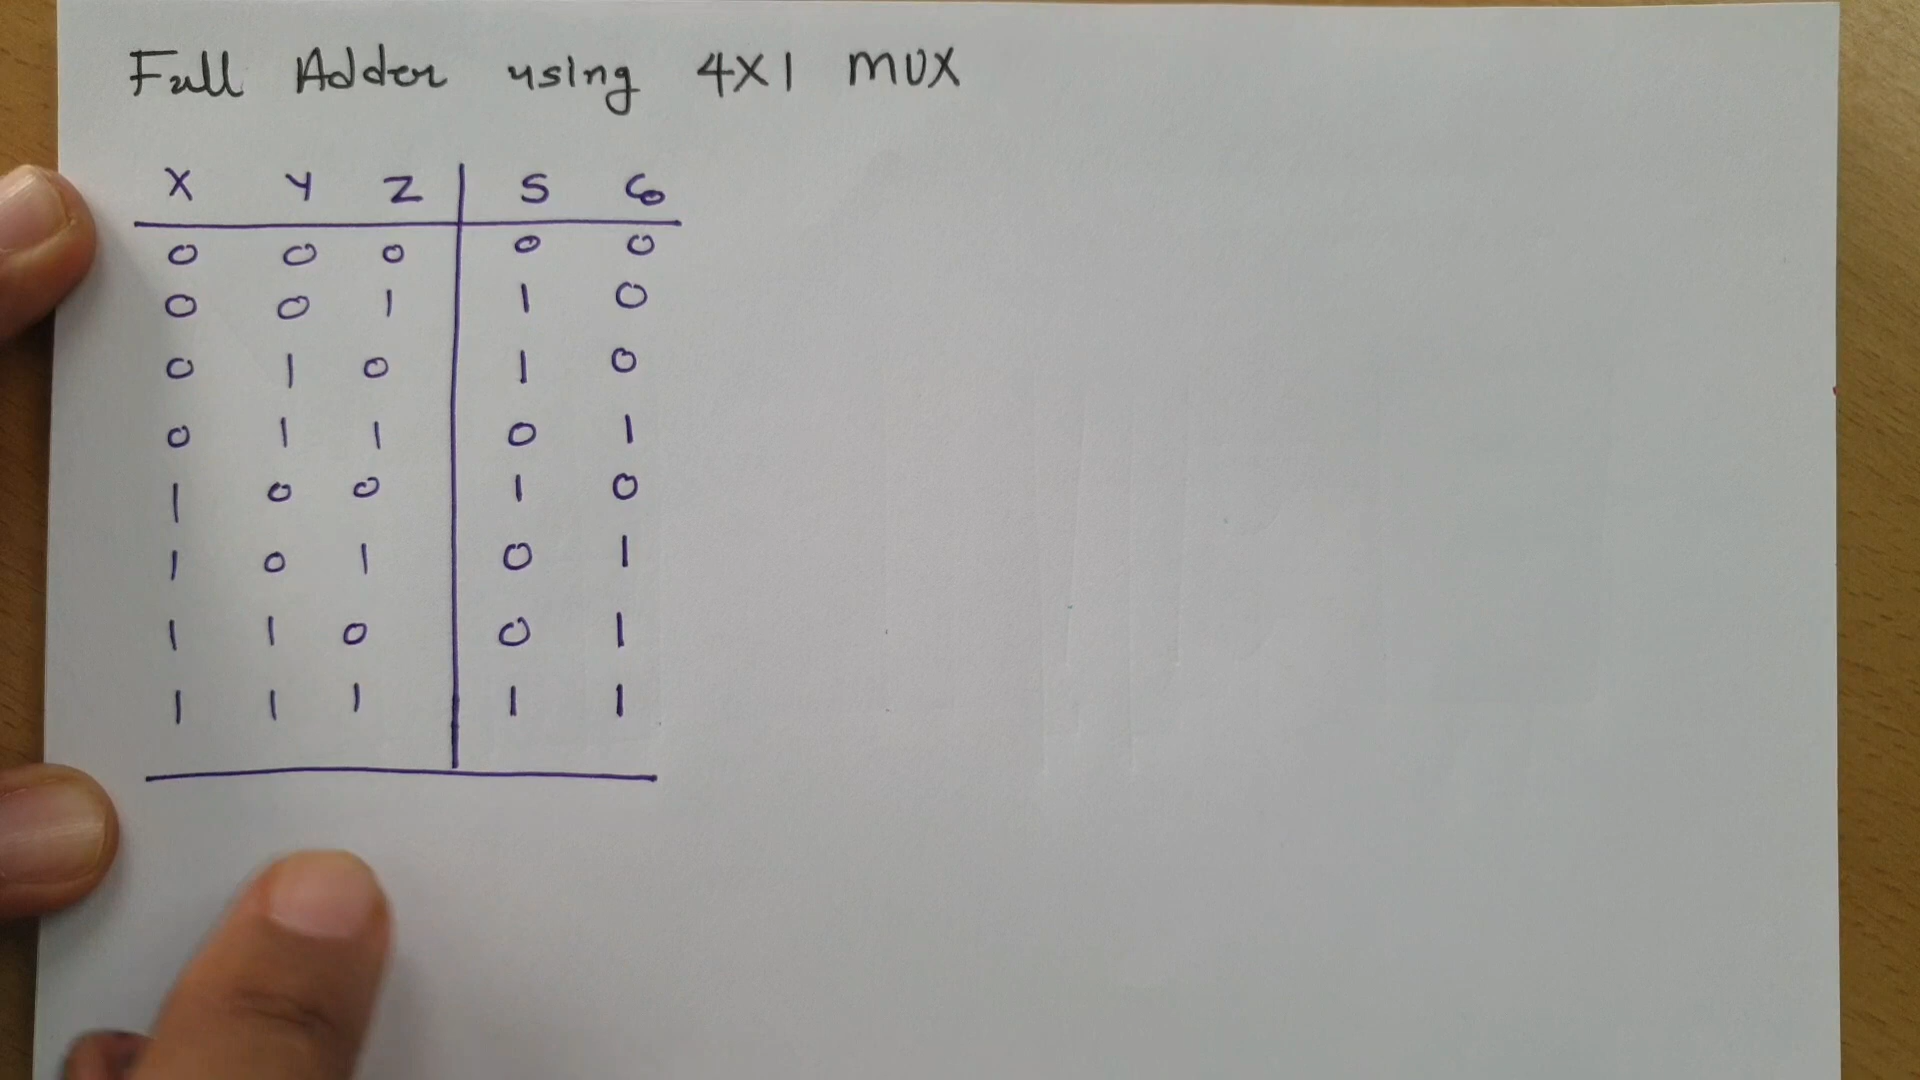 Full Adder using 4X1 MUX
X Y Z S Co
0 0 0 0 0
0 0 1 1 0
0 1 0 1 0
0 1 1 0 1
1 0 0 1 0
1 0 1 0 1
1 1 0 0 1
1 1 1 1 1